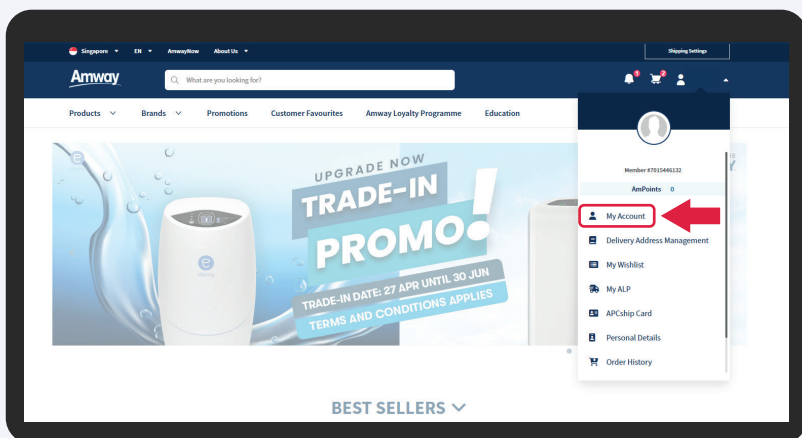 Singapore EN AmwayNow About Us Shipping Settings
Amway What are you looking for? 1 2
Products Brands Promotions Customer Favourites Amway Loyalty Programme Education
Member #7015446132
AmPoints 0
My Account
Delivery Address Management
My Wishlist
My ALP
APCship Card
Personal Details
Order History
e
UPGRADE NOW
TRADE-IN
PROMO!
TRADE-IN DATE: 27 APR UNTIL 30 JUN
TERMS AND CONDITIONS APPLIES
e
BEST SELLERS